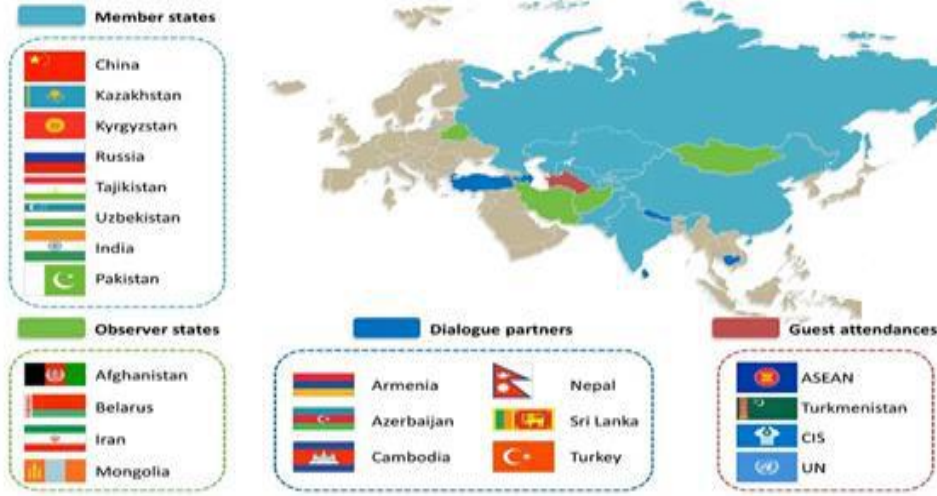 Member states
China
Kazakhstan
Kyrgyzstan
Russia
Tajikistan
Uzbekistan
India
Pakistan
Observer states
Afghanistan
Belarus
Iran
Mongolia
Dialogue partners
Armenia
Azerbaijan
Cambodia
Nepal
Sri Lanka
Turkey
Guest attendances
ASEAN
Turkmenistan
CIS
UN